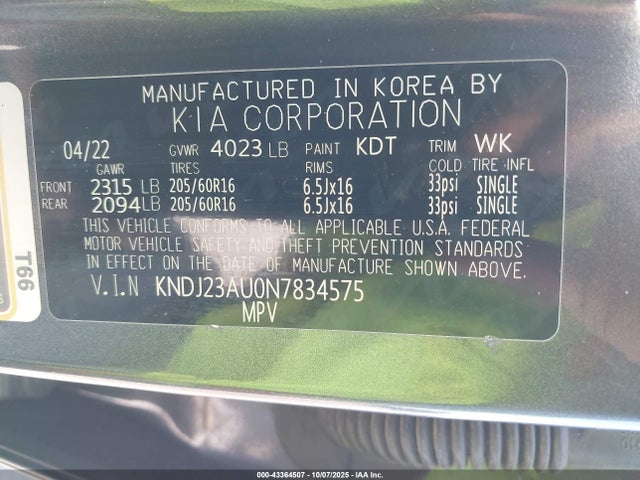 MANUFACTURED IN KOREA BY
KIA CORPORATION
04/22 GVWR 4023 LB PAINT KDT TRIM WK
GAWR TIRES RIMS COLD TIRE INFL
FRONT 2315 LB 205/60R16 6.5Jx16 33psi SINGLE
REAR 2094 LB 205/60R16 6.5Jx16 33psi SINGLE
THIS VEHICLE CONFORMS TO ALL APPLICABLE U.S.A. FEDERAL
MOTOR VEHICLE SAFETY AND THEFT PREVENTION STANDARDS
IN EFFECT ON THE DATE OF MANUFACTURE SHOWN ABOVE.
V.I.N KNDJ23AU0N7834575
MPV
T66
000-43364507 - 10/07/2025 - IAA Inc.